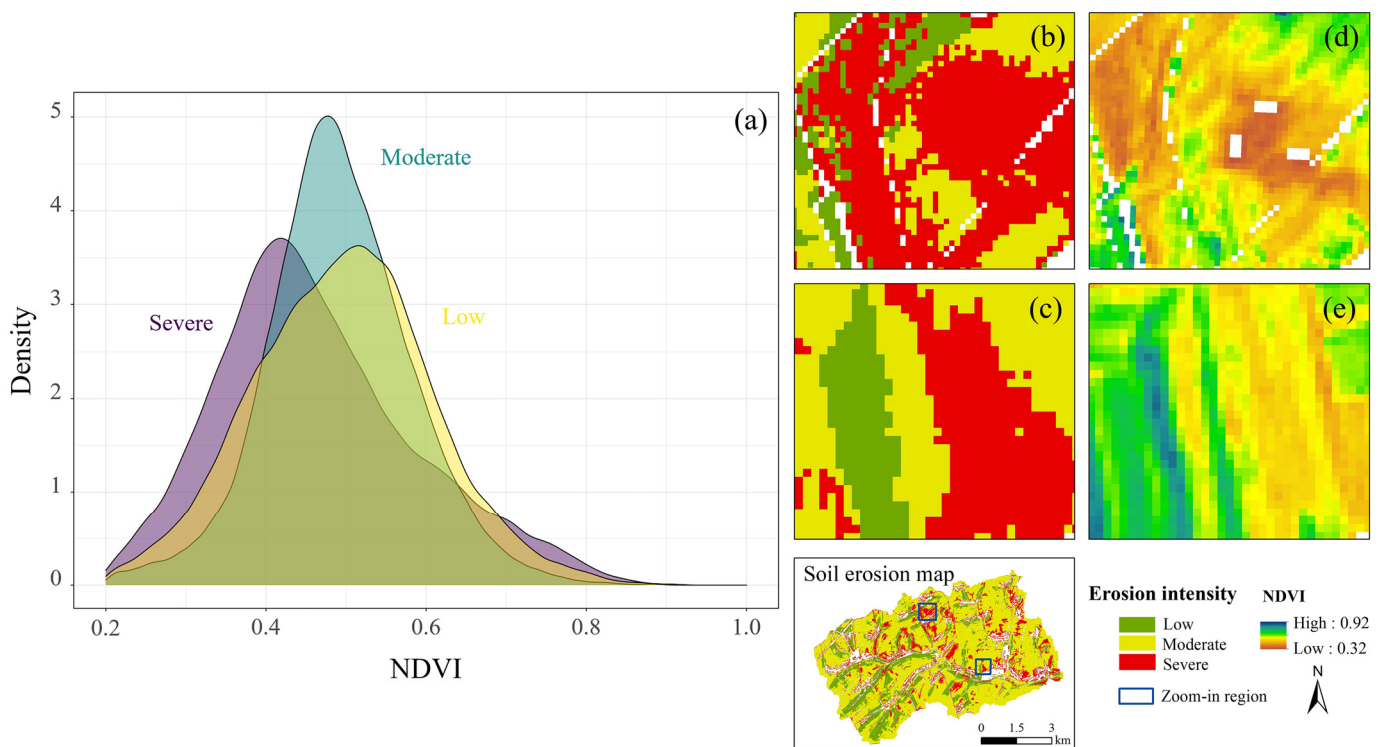 (a)
Moderate
Severe
Low
Density
5
4
3
2
1
0
0.2
0.4
0.6
0.8
1.0
NDVI
(b)
(d)
(c)
(e)
Soil erosion map
0 1.5 3
km
Erosion intensity
Low
Moderate
Severe
Zoom-in region
NDVI
High : 0.92
Low : 0.32
N